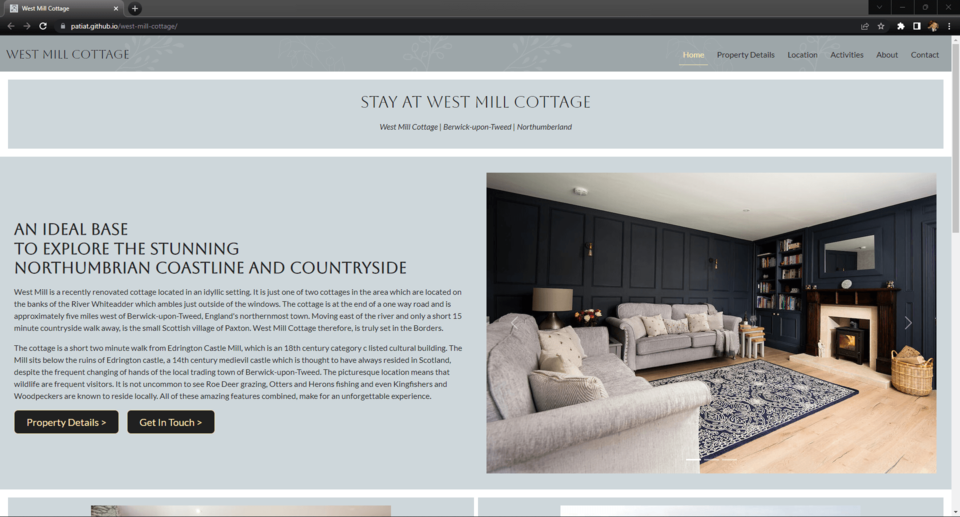 West Mill Cottage
patiat.github.io/west-mill-cottage/
WEST MILL COTTAGE
Home Property Details Location Activities About Contact
STAY AT WEST MILL COTTAGE
West Mill Cottage | Berwick-upon-Tweed | Northumberland
AN IDEAL BASE
TO EXPLORE THE STUNNING
NORTHUMBRIAN COASTLINE AND COUNTRYSIDE
West Mill is a recently renovated cottage located in an idyllic setting. It is just one of two cottages in the area which are located on
the banks of the River Whiteadder which ambles just outside of the windows. The cottage is at the end of a one way road and is
approximately five miles west of Berwick-upon-Tweed, England's northernmost town. Moving east of the river and only a short 15
minute countryside walk away, is the small Scottish village of Paxton. West Mill Cottage therefore, is truly set in the Borders.
The cottage is a short two minute walk from Edrington Castle Mill, which is an 18th century category c listed cultural building. The
Mill sits below the ruins of Edrington castle, a 14th century medievil castle which is thought to have always resided in Scotland,
despite the frequent changing of hands of the local trading town of Berwick-upon-Tweed. The picturesque location means that
wildlife are frequent visitors. It is not uncommon to see Roe Deer grazing, Otters and Herons fishing and even Kingfishers and
Woodpeckers are known to reside locally. All of these amazing features combined, make for an unforgettable experience.
Property Details > Get In Touch >